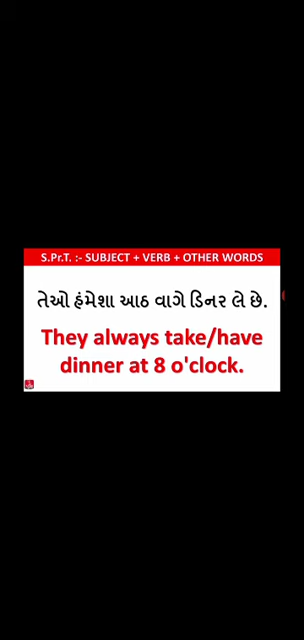 S.Pr.T. :- SUBJECT + VERB + OTHER WORDS
તેઓ હંમેશા આઠ વાગે ડિનર લે છે.
They always take/have
dinner at 8 o'clock.